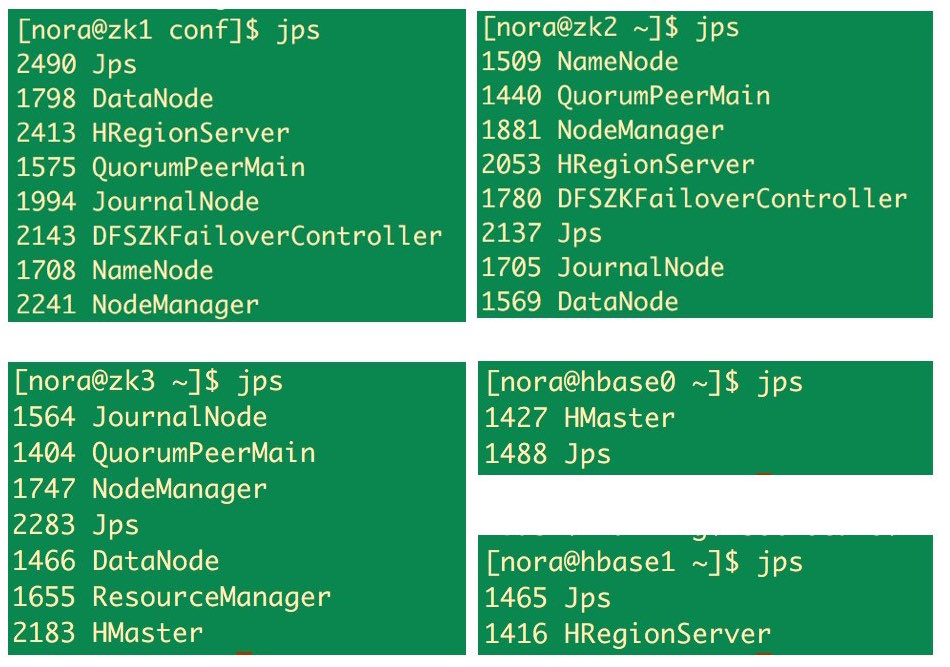 [nora@zk1 conf]$ jps
2490 Jps
1798 DataNode
2413 HRegionServer
1575 QuorumPeerMain
1994 JournalNode
2143 DFSZKFailoverController
1708 NameNode
2241 NodeManager
[nora@zk2 ~]$ jps
1509 NameNode
1440 QuorumPeerMain
1881 NodeManager
2053 HRegionServer
1780 DFSZKFailoverController
2137 Jps
1705 JournalNode
1569 DataNode
[nora@zk3 ~]$ jps
1564 JournalNode
1404 QuorumPeerMain
1747 NodeManager
2283 Jps
1466 DataNode
1655 ResourceManager
2183 HMaster
[nora@hbase0 ~]$ jps
1427 HMaster
1488 Jps
[nora@hbase1 ~]$ jps
1465 Jps
1416 HRegionServer